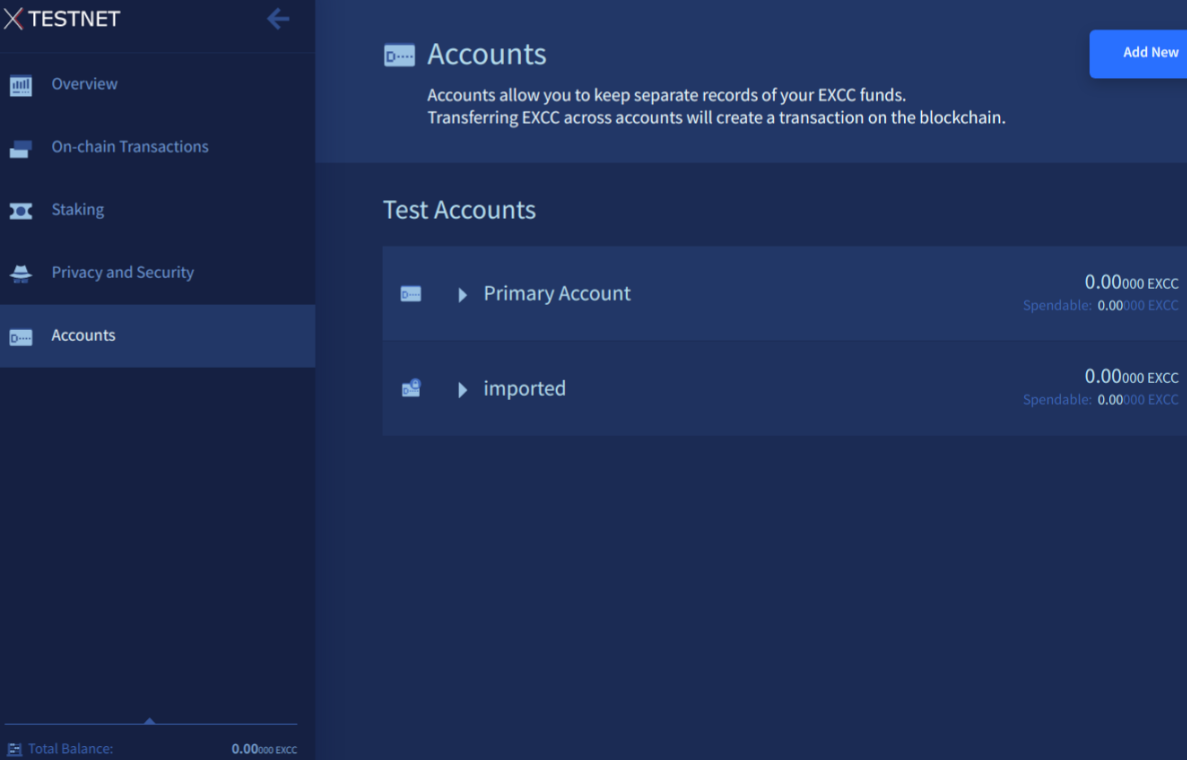 TESTNET
Overview
On-chain Transactions
Staking
Privacy and Security
Accounts
Total Balance: 0.00000 EXCC
Accounts
Add New
Accounts allow you to keep separate records of your EXCC funds.
Transferring EXCC across accounts will create a transaction on the blockchain.
Test Accounts
Primary Account 0.00000 EXCC
Spendable: 0.00000 EXCC
imported 0.00000 EXCC
Spendable: 0.00000 EXCC